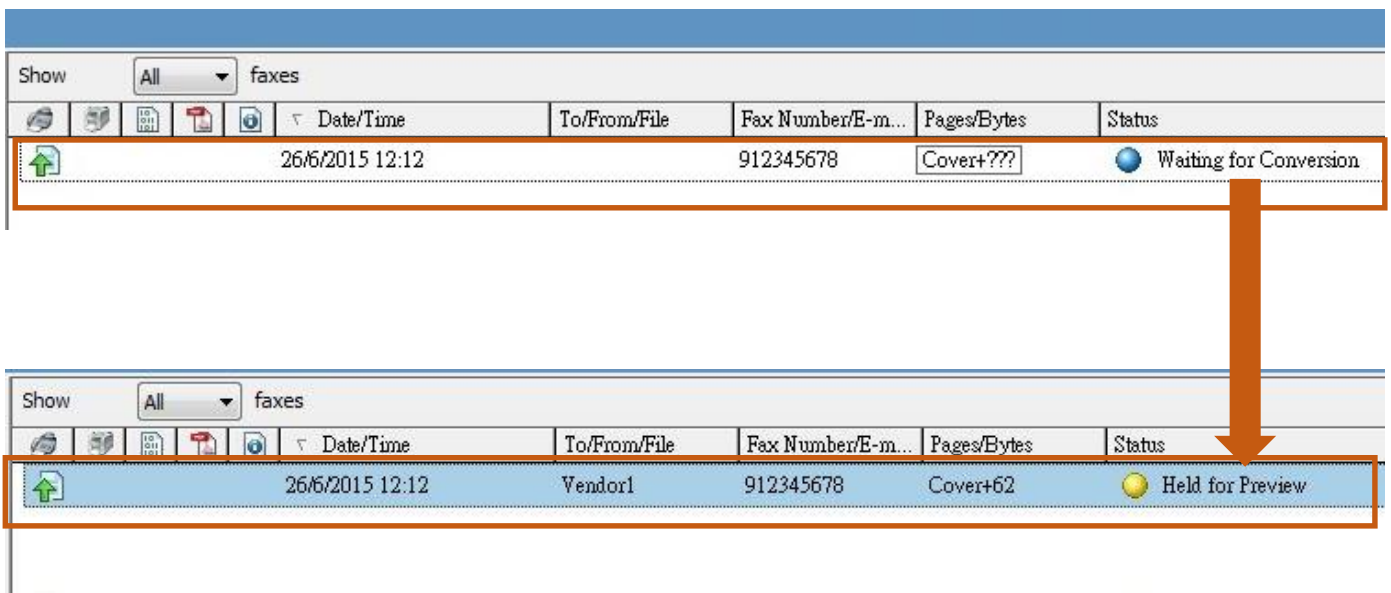 Show All faxes
Date/Time To/From/File Fax Number/E-m... Pages/Bytes Status
26/6/2015 12:12 912345678 Cover+??? Waiting for Conversion
Show All faxes
Date/Time To/From/File Fax Number/E-m... Pages/Bytes Status
26/6/2015 12:12 Vendor1 912345678 Cover+62 Held for Preview